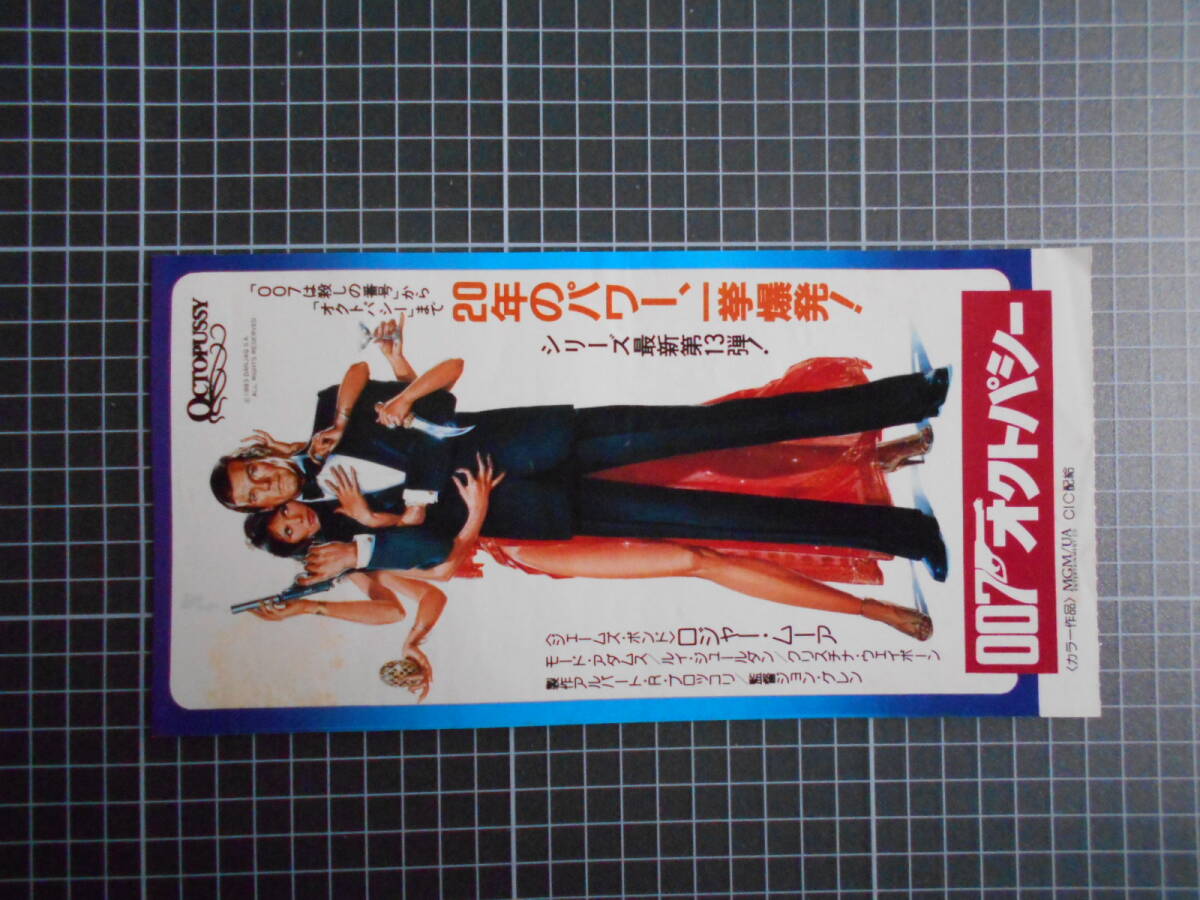 OCTOPUSSY
©1983 DANJAQ S.A.
ALL RIGHTS RESERVED
「007は殺しの番号」から
「オクトパシー」まで
20年のパワー、一挙爆発!
シリーズ最新第13弾!
〈ジェームズ・ボンド〉ロジャー・ムーア
モード・アダムス/ルイ・ジュールダン/クリスチナ・ウェイボーン
製作アルバート・R・ブロッコリ/監督ジョン・グレン
007オクトパシー
〈カラー作品〉MGM/UA CIC配給